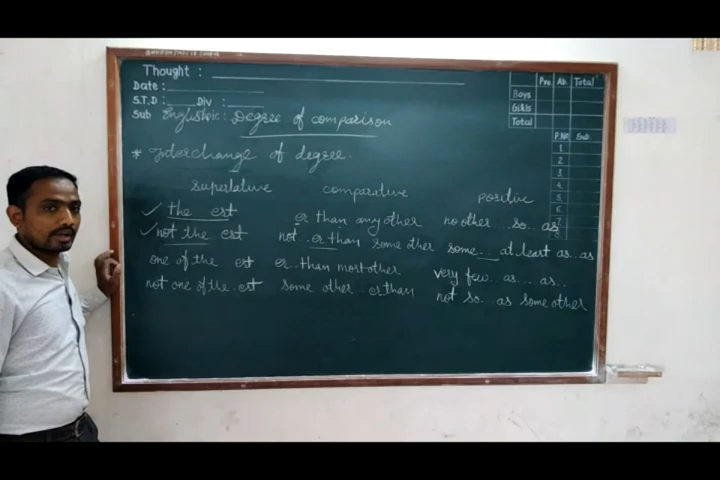 Thought :
Pre. Ab. Total
Date :
Boys
S.T.D : Div :
Girls
Sub English Degree of comparison
Total
* Interchange of degree.
P.No Sub.
1
2
3
4
5
6
7
8
superlative comparative positive
✓ the est er than any other no other....so.. as
✓ not the est not ..er than some other some... at least as..as
one of the est er...than most other very few.. as.... as..
not one of the..est some other ..er than not so... as some other